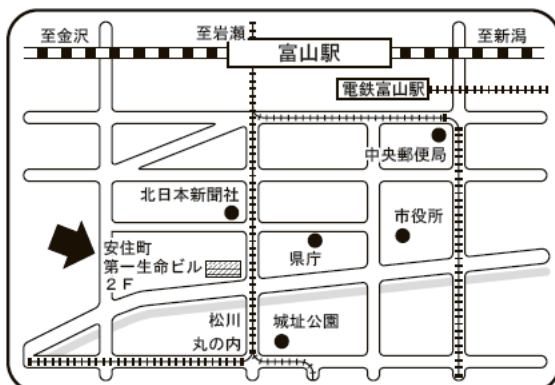 至金沢
至岩瀬
富山駅
至新潟
電鉄富山駅
中央郵便局
北日本新聞社
市役所
安住町
第一生命ビル
2F
県庁
松川
丸の内
城址公園